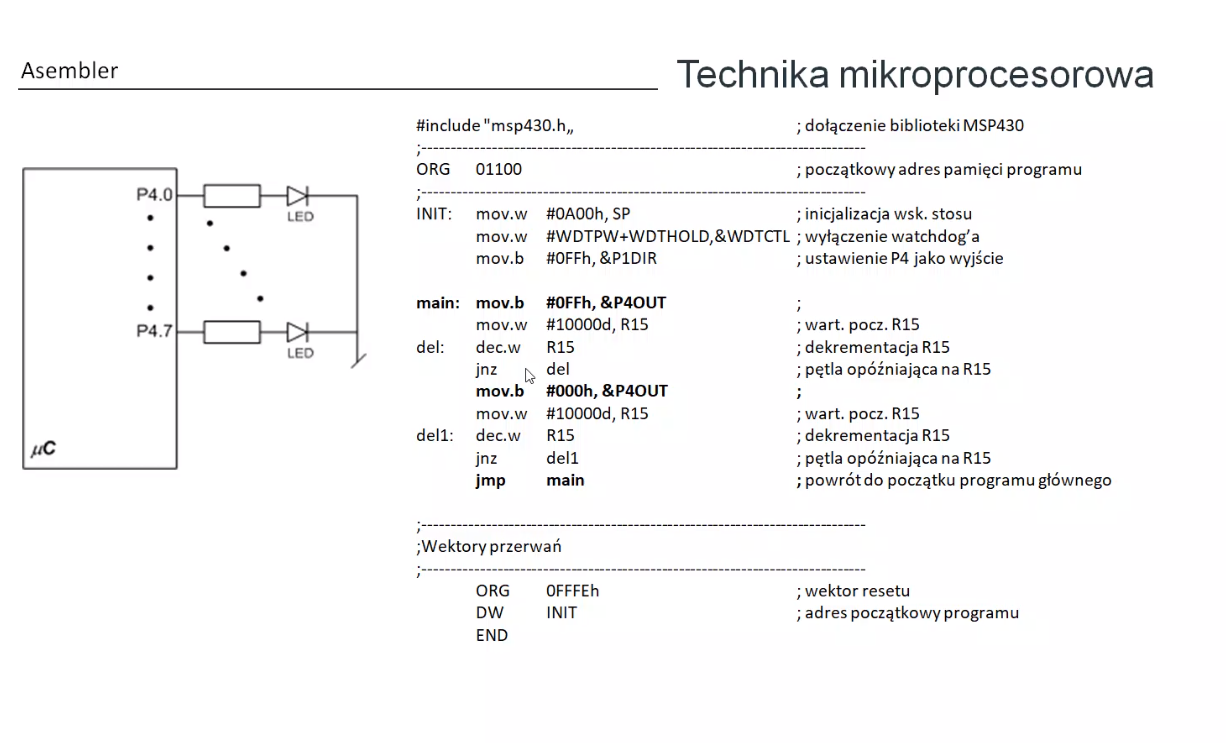 Asembler
Technika mikroprocesorowa
P4.0
LED
P4.7
LED
µC
#include "msp430.h„ ; dołączenie biblioteki MSP430
;---------------------------------------------------------------------------
ORG 01100 ; początkowy adres pamięci programu
;---------------------------------------------------------------------------
INIT: mov.w #0A00h, SP ; inicjalizacja wsk. stosu
mov.w #WDTPW+WDTHOLD,&WDTCTL ; wyłączenie watchdog’a
mov.b #0FFh, &P1DIR ; ustawienie P4 jako wyjście
main: mov.b #0FFh, &P4OUT ;
mov.w #10000d, R15 ; wart. pocz. R15
del: dec.w R15 ; dekrementacja R15
jnz del ; pętla opóźniająca na R15
mov.b #000h, &P4OUT ;
mov.w #10000d, R15 ; wart. pocz. R15
del1: dec.w R15 ; dekrementacja R15
jnz del1 ; pętla opóźniająca na R15
jmp main ; powrót do początku programu głównego
;---------------------------------------------------------------------------
;Wektory przerwań
;---------------------------------------------------------------------------
ORG 0FFFEh ; wektor resetu
DW INIT ; adres początkowy programu
END